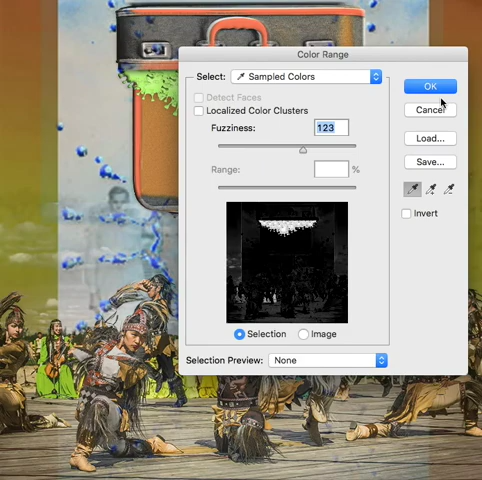 Color Range
Select: Sampled Colors
OK
Detect Faces
Localized Color Clusters
Cancel
Fuzziness: 123
Load...
Range: %
Save...
Invert
Selection Image
Selection Preview: None